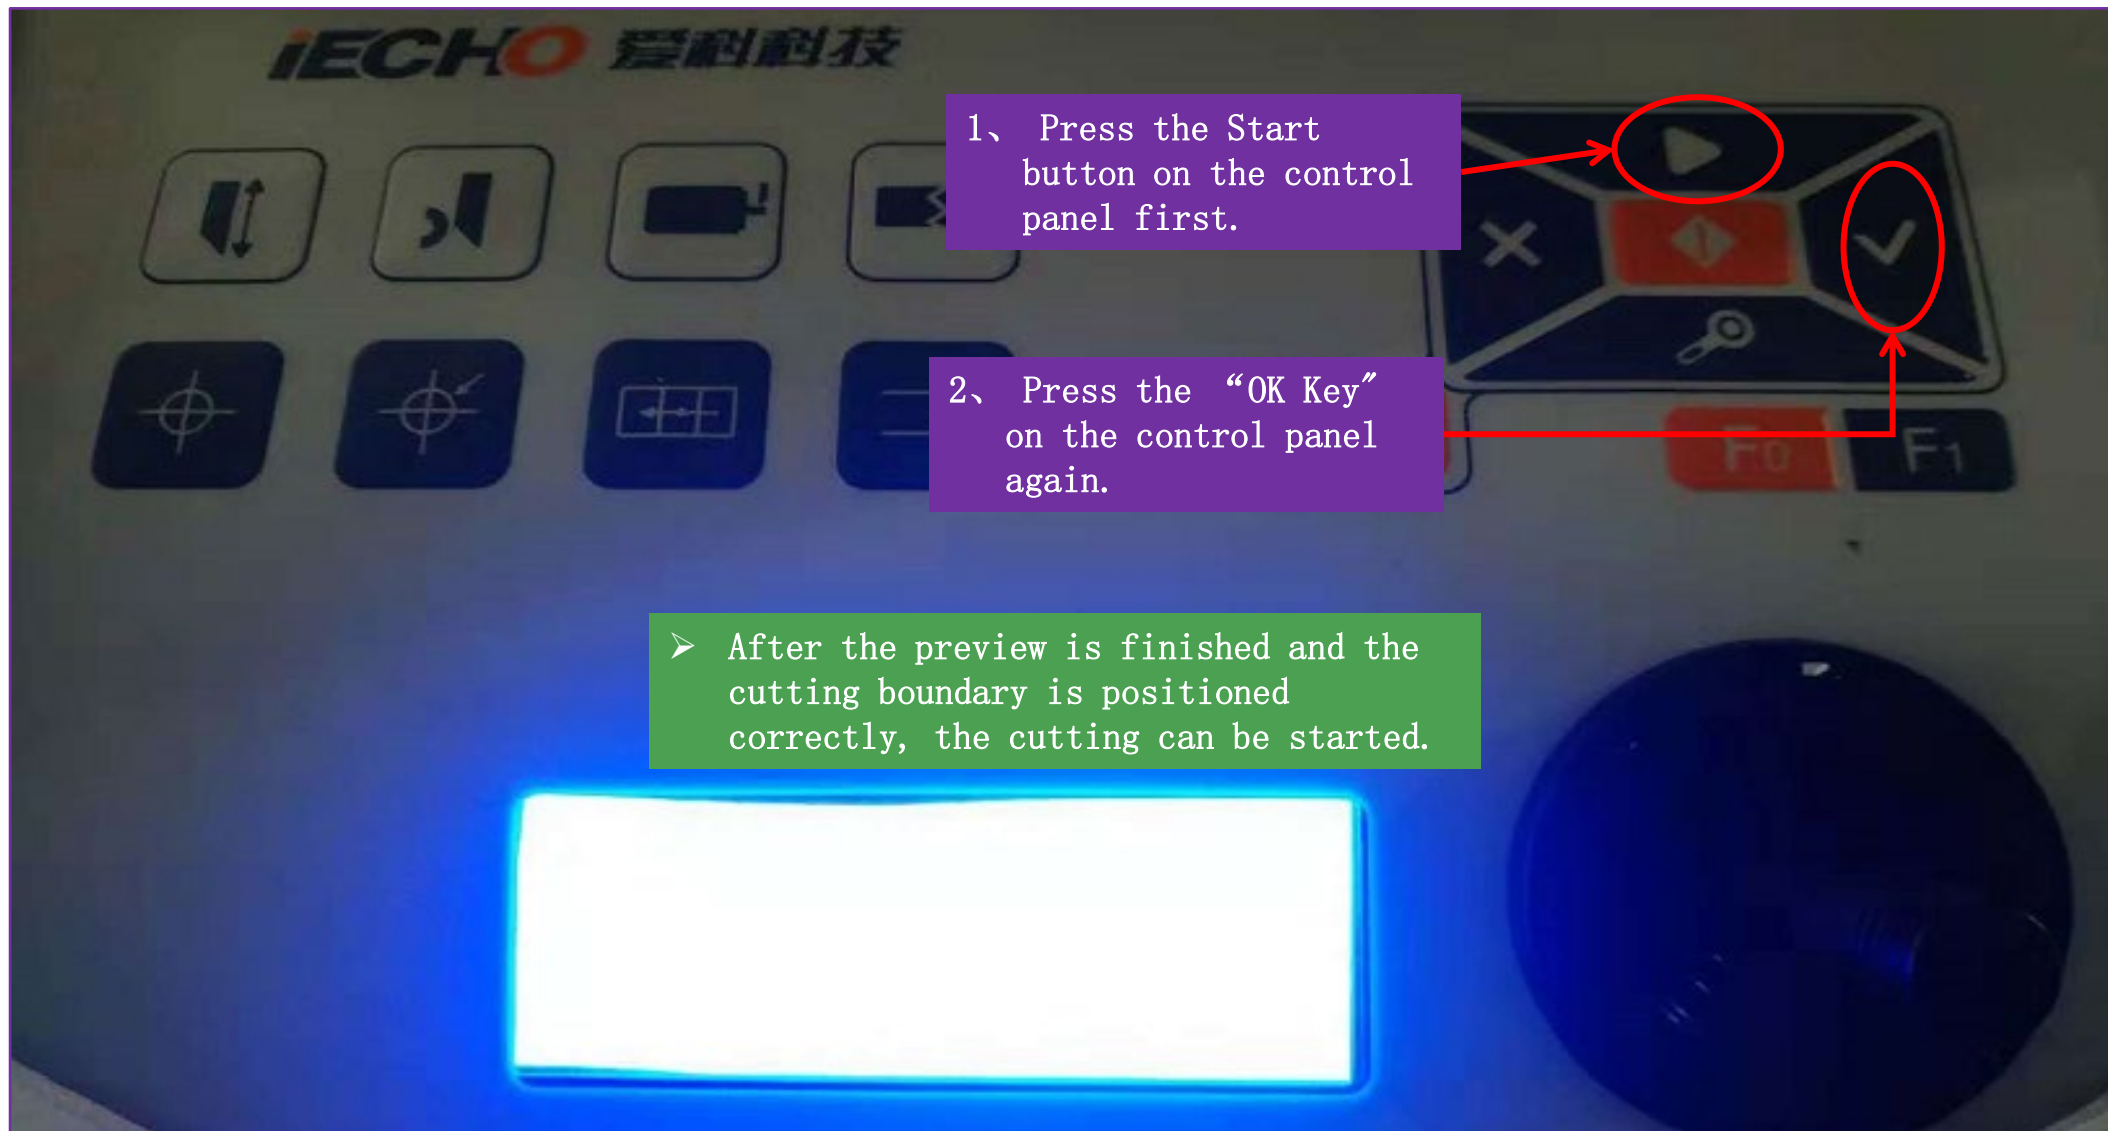 iECHO 爱科科技
1、 Press the Start
button on the control
panel first.
2、 Press the “OK Key”
on the control panel
again.
F0 F1
➢ After the preview is finished and the
cutting boundary is positioned
correctly, the cutting can be started.